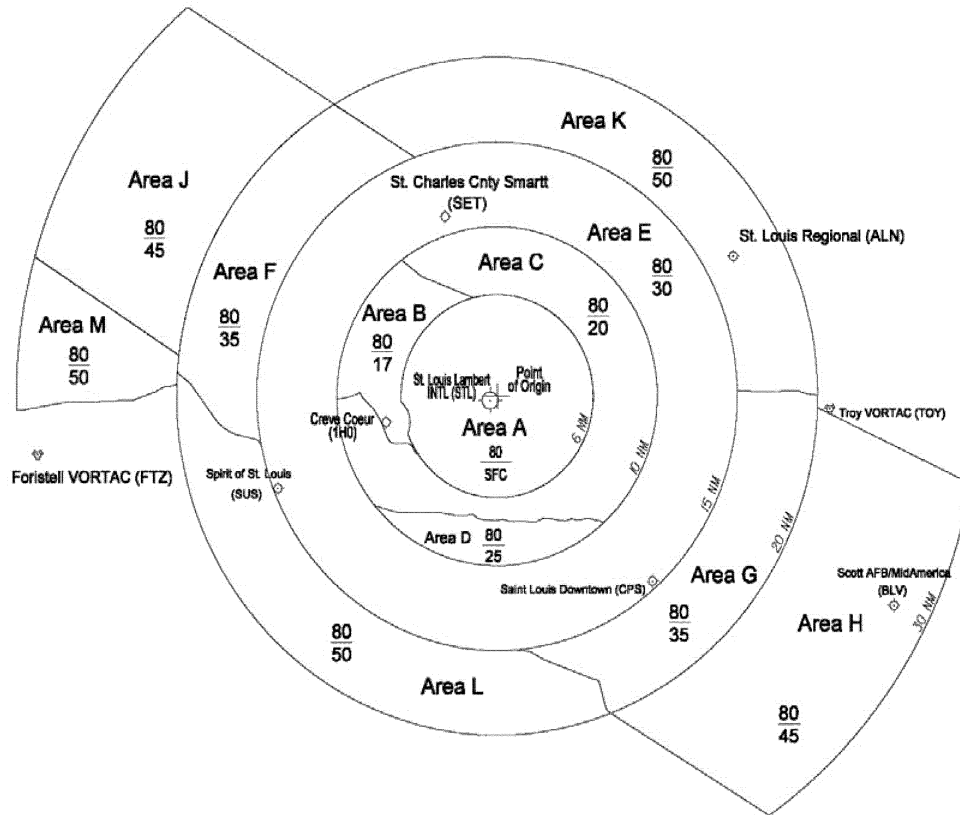 Area K
80
50
Area J
80
45
St. Charles Cnty Smartt
(SET)
Area E
80
30
St. Louis Regional (ALN)
Area F
80
35
Area C
80
20
Area M
80
50
Area B
80
17
St. Louis Lambert
INTL (STL)
Point
of Origin
Troy VORTAC (TOY)
Creve Coeur
(1H0)
Area A
80
SFC
6 NM
10 NM
15 NM
20 NM
30 NM
Foristell VORTAC (FTZ)
Spirit of St. Louis
(SUS)
Area D
80
25
Saint Louis Downtown (CPS)
Area G
80
35
Scott AFB/MidAmerica
(BLV)
Area H
80
45
80
50
Area L